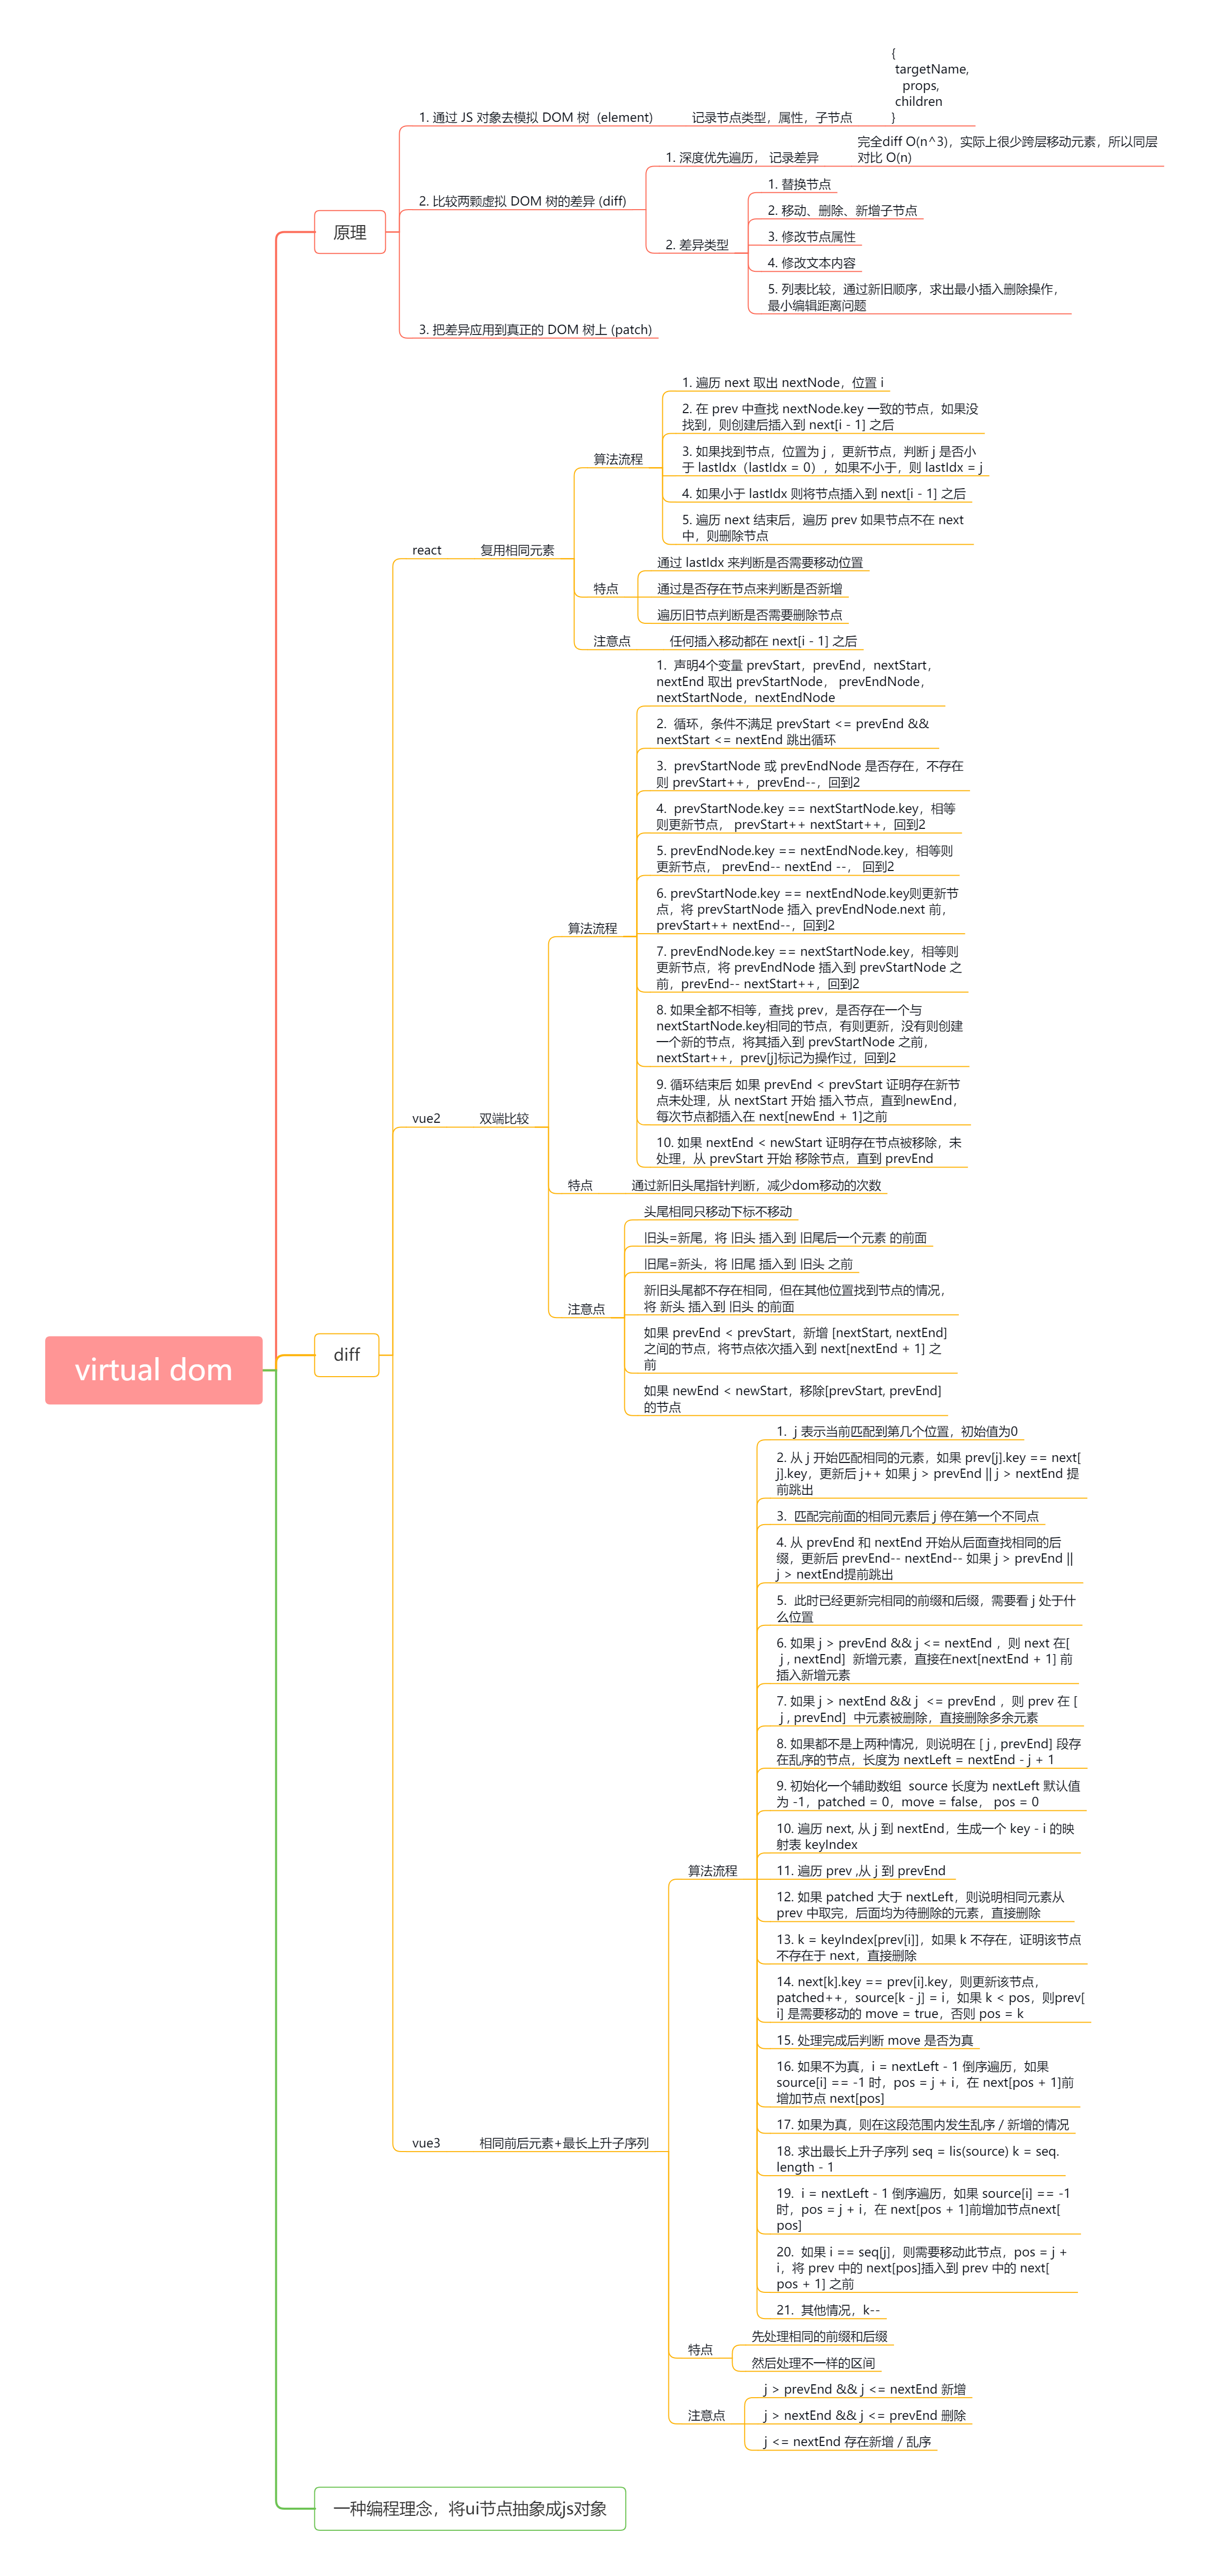 virtual dom
原理
1. 通过 JS 对象去模拟 DOM 树 (element)
记录节点类型，属性，子节点
{
targetName,
props,
children
}
2. 比较两颗虚拟 DOM 树的差异 (diff)
1. 深度优先遍历， 记录差异
完全diff O(n^3)，实际上很少跨层移动元素，所以同层
对比 O(n)
2. 差异类型
1. 替换节点
2. 移动、删除、新增子节点
3. 修改节点属性
4. 修改文本内容
5. 列表比较，通过新旧顺序，求出最小插入删除操作，
最小编辑距离问题
3. 把差异应用到真正的 DOM 树上 (patch)
diff
react
复用相同元素
算法流程
1. 遍历 next 取出 nextNode，位置 i
2. 在 prev 中查找 nextNode.key 一致的节点，如果没
找到，则创建后插入到 next[i - 1] 之后
3. 如果找到节点，位置为 j ，更新节点，判断 j 是否小
于 lastIdx（lastIdx = 0），如果不小于，则 lastIdx = j
4. 如果小于 lastIdx 则将节点插入到 next[i - 1] 之后
5. 遍历 next 结束后，遍历 prev 如果节点不在 next
中，则删除节点
特点
通过 lastIdx 来判断是否需要移动位置
通过是否存在节点来判断是否新增
遍历旧节点判断是否需要删除节点
注意点
任何插入移动都在 next[i - 1] 之后
vue2
双端比较
算法流程
1. 声明4个变量 prevStart，prevEnd，nextStart，
nextEnd 取出 prevStartNode， prevEndNode，
nextStartNode，nextEndNode
2. 循环，条件不满足 prevStart <= prevEnd &&
nextStart <= nextEnd 跳出循环
3. prevStartNode 或 prevEndNode 是否存在，不存在
则 prevStart++，prevEnd--，回到2
4. prevStartNode.key == nextStartNode.key，相等
则更新节点， prevStart++ nextStart++，回到2
5. prevEndNode.key == nextEndNode.key，相等则
更新节点， prevEnd-- nextEnd --， 回到2
6. prevStartNode.key == nextEndNode.key则更新节
点，将 prevStartNode 插入 prevEndNode.next 前，
prevStart++ nextEnd--，回到2
7. prevEndNode.key == nextStartNode.key，相等则
更新节点，将 prevEndNode 插入到 prevStartNode 之
前，prevEnd-- nextStart++，回到2
8. 如果全都不相等，查找 prev，是否存在一个与
nextStartNode.key相同的节点，有则更新，没有则创建
一个新的节点，将其插入到 prevStartNode 之前，
nextStart++，prev[j]标记为操作过，回到2
9. 循环结束后 如果 prevEnd < prevStart 证明存在新节
点未处理，从 nextStart 开始 插入节点，直到newEnd，
每次节点都插入在 next[newEnd + 1]之前
10. 如果 nextEnd < newStart 证明存在节点被移除，未
处理，从 prevStart 开始 移除节点，直到 prevEnd
特点
通过新旧头尾指针判断，减少dom移动的次数
注意点
头尾相同只移动下标不移动
旧头=新尾，将 旧头 插入到 旧尾后一个元素 的前面
旧尾=新头，将 旧尾 插入到 旧头 之前
新旧头尾都不存在相同，但在其他位置找到节点的情况，
将 新头 插入到 旧头 的前面
如果 prevEnd < prevStart，新增 [nextStart, nextEnd]
之间的节点，将节点依次插入到 next[nextEnd + 1] 之
前
如果 newEnd < newStart，移除[prevStart, prevEnd]
的节点
vue3
相同前后元素+最长上升子序列
算法流程
1. j 表示当前匹配到第几个位置，初始值为0
2. 从 j 开始匹配相同的元素，如果 prev[j].key == next[
j].key，更新后 j++ 如果 j > prevEnd || j > nextEnd 提
前跳出
3. 匹配完前面的相同元素后 j 停在第一个不同点
4. 从 prevEnd 和 nextEnd 开始从后面查找相同的后
缀，更新后 prevEnd-- nextEnd-- 如果 j > prevEnd ||
j > nextEnd提前跳出
5. 此时已经更新完相同的前缀和后缀，需要看 j 处于什
么位置
6. 如果 j > prevEnd && j <= nextEnd ，则 next 在[
j , nextEnd] 新增元素，直接在next[nextEnd + 1] 前
插入新增元素
7. 如果 j > nextEnd && j <= prevEnd ，则 prev 在 [
j , prevEnd] 中元素被删除，直接删除多余元素
8. 如果都不是上两种情况，则说明在 [ j , prevEnd] 段存
在乱序的节点，长度为 nextLeft = nextEnd - j + 1
9. 初始化一个辅助数组 source 长度为 nextLeft 默认值
为 -1，patched = 0，move = false， pos = 0
10. 遍历 next, 从 j 到 nextEnd，生成一个 key - i 的映
射表 keyIndex
11. 遍历 prev ,从 j 到 prevEnd
12. 如果 patched 大于 nextLeft，则说明相同元素从
prev 中取完，后面均为待删除的元素，直接删除
13. k = keyIndex[prev[i]]，如果 k 不存在，证明该节点
不存在于 next，直接删除
14. next[k].key == prev[i].key，则更新该节点，
patched++，source[k - j] = i，如果 k < pos，则prev[
i] 是需要移动的 move = true，否则 pos = k
15. 处理完成后判断 move 是否为真
16. 如果不为真，i = nextLeft - 1 倒序遍历，如果
source[i] == -1 时，pos = j + i，在 next[pos + 1]前
增加节点 next[pos]
17. 如果为真，则在这段范围内发生乱序 / 新增的情况
18. 求出最长上升子序列 seq = lis(source) k = seq.
length - 1
19. i = nextLeft - 1 倒序遍历，如果 source[i] == -1
时，pos = j + i，在 next[pos + 1]前增加节点next[
pos]
20. 如果 i == seq[j]，则需要移动此节点，pos = j +
i，将 prev 中的 next[pos]插入到 prev 中的 next[
pos + 1] 之前
21. 其他情况，k--
特点
先处理相同的前缀和后缀
然后处理不一样的区间
注意点
j > prevEnd && j <= nextEnd 新增
j > nextEnd && j <= prevEnd 删除
j <= nextEnd 存在新增 / 乱序
一种编程理念，将ui节点抽象成js对象